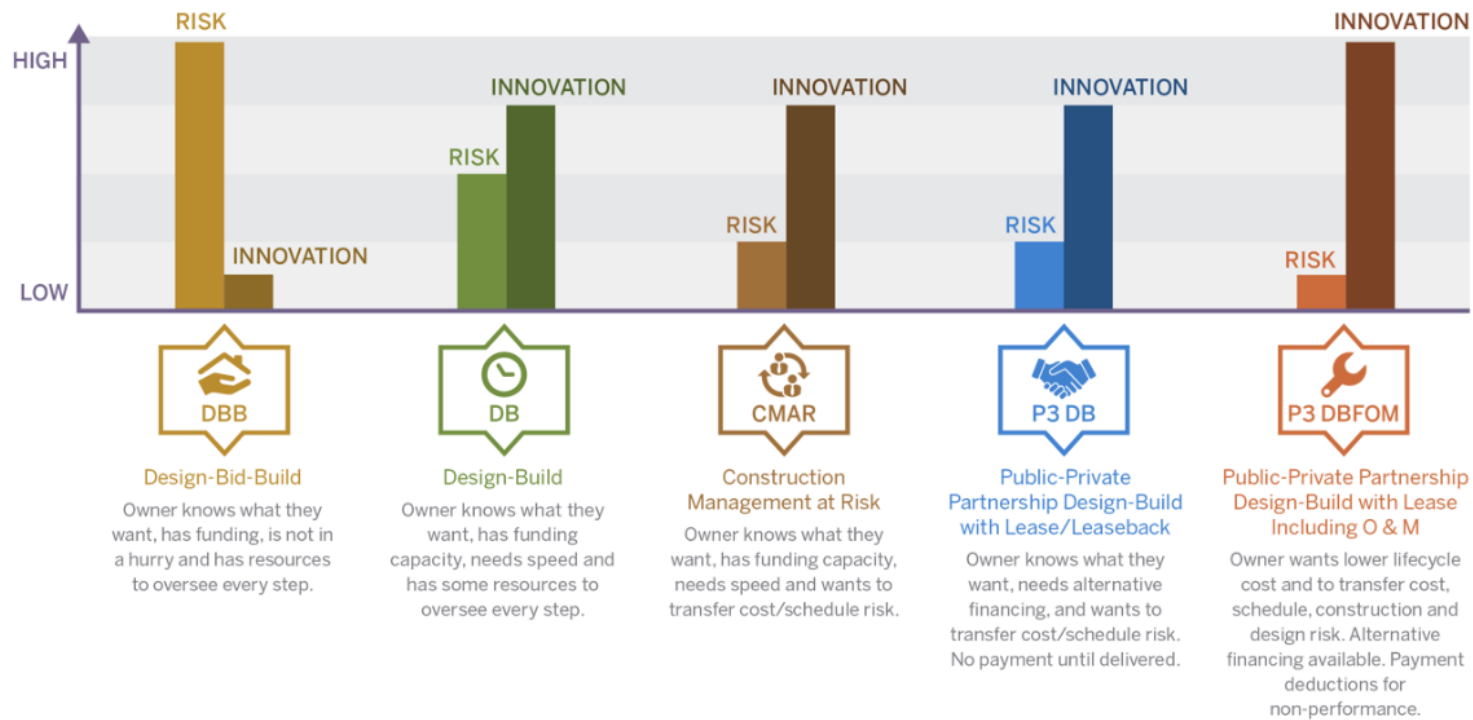 HIGH
LOW
RISK
INNOVATION
RISK
INNOVATION
RISK
INNOVATION
RISK
INNOVATION
RISK
INNOVATION
DBB
Design-Bid-Build
Owner knows what they
want, has funding, is not in
a hurry and has resources
to oversee every step.
DB
Design-Build
Owner knows what they
want, has funding
capacity, needs speed and
has some resources to
oversee every step.
CMAR
Construction
Management at Risk
Owner knows what they
want, has funding capacity,
needs speed and wants to
transfer cost/schedule risk.
P3 DB
Public-Private
Partnership Design-Build
with Lease/Leaseback
Owner knows what they
want, needs alternative
financing, and wants to
transfer cost/schedule risk.
No payment until delivered.
P3 DBFOM
Public-Private Partnership
Design-Build with Lease
Including O & M
Owner wants lower lifecycle
cost and to transfer cost,
schedule, construction and
design risk. Alternative
financing available. Payment
deductions for
non-performance.